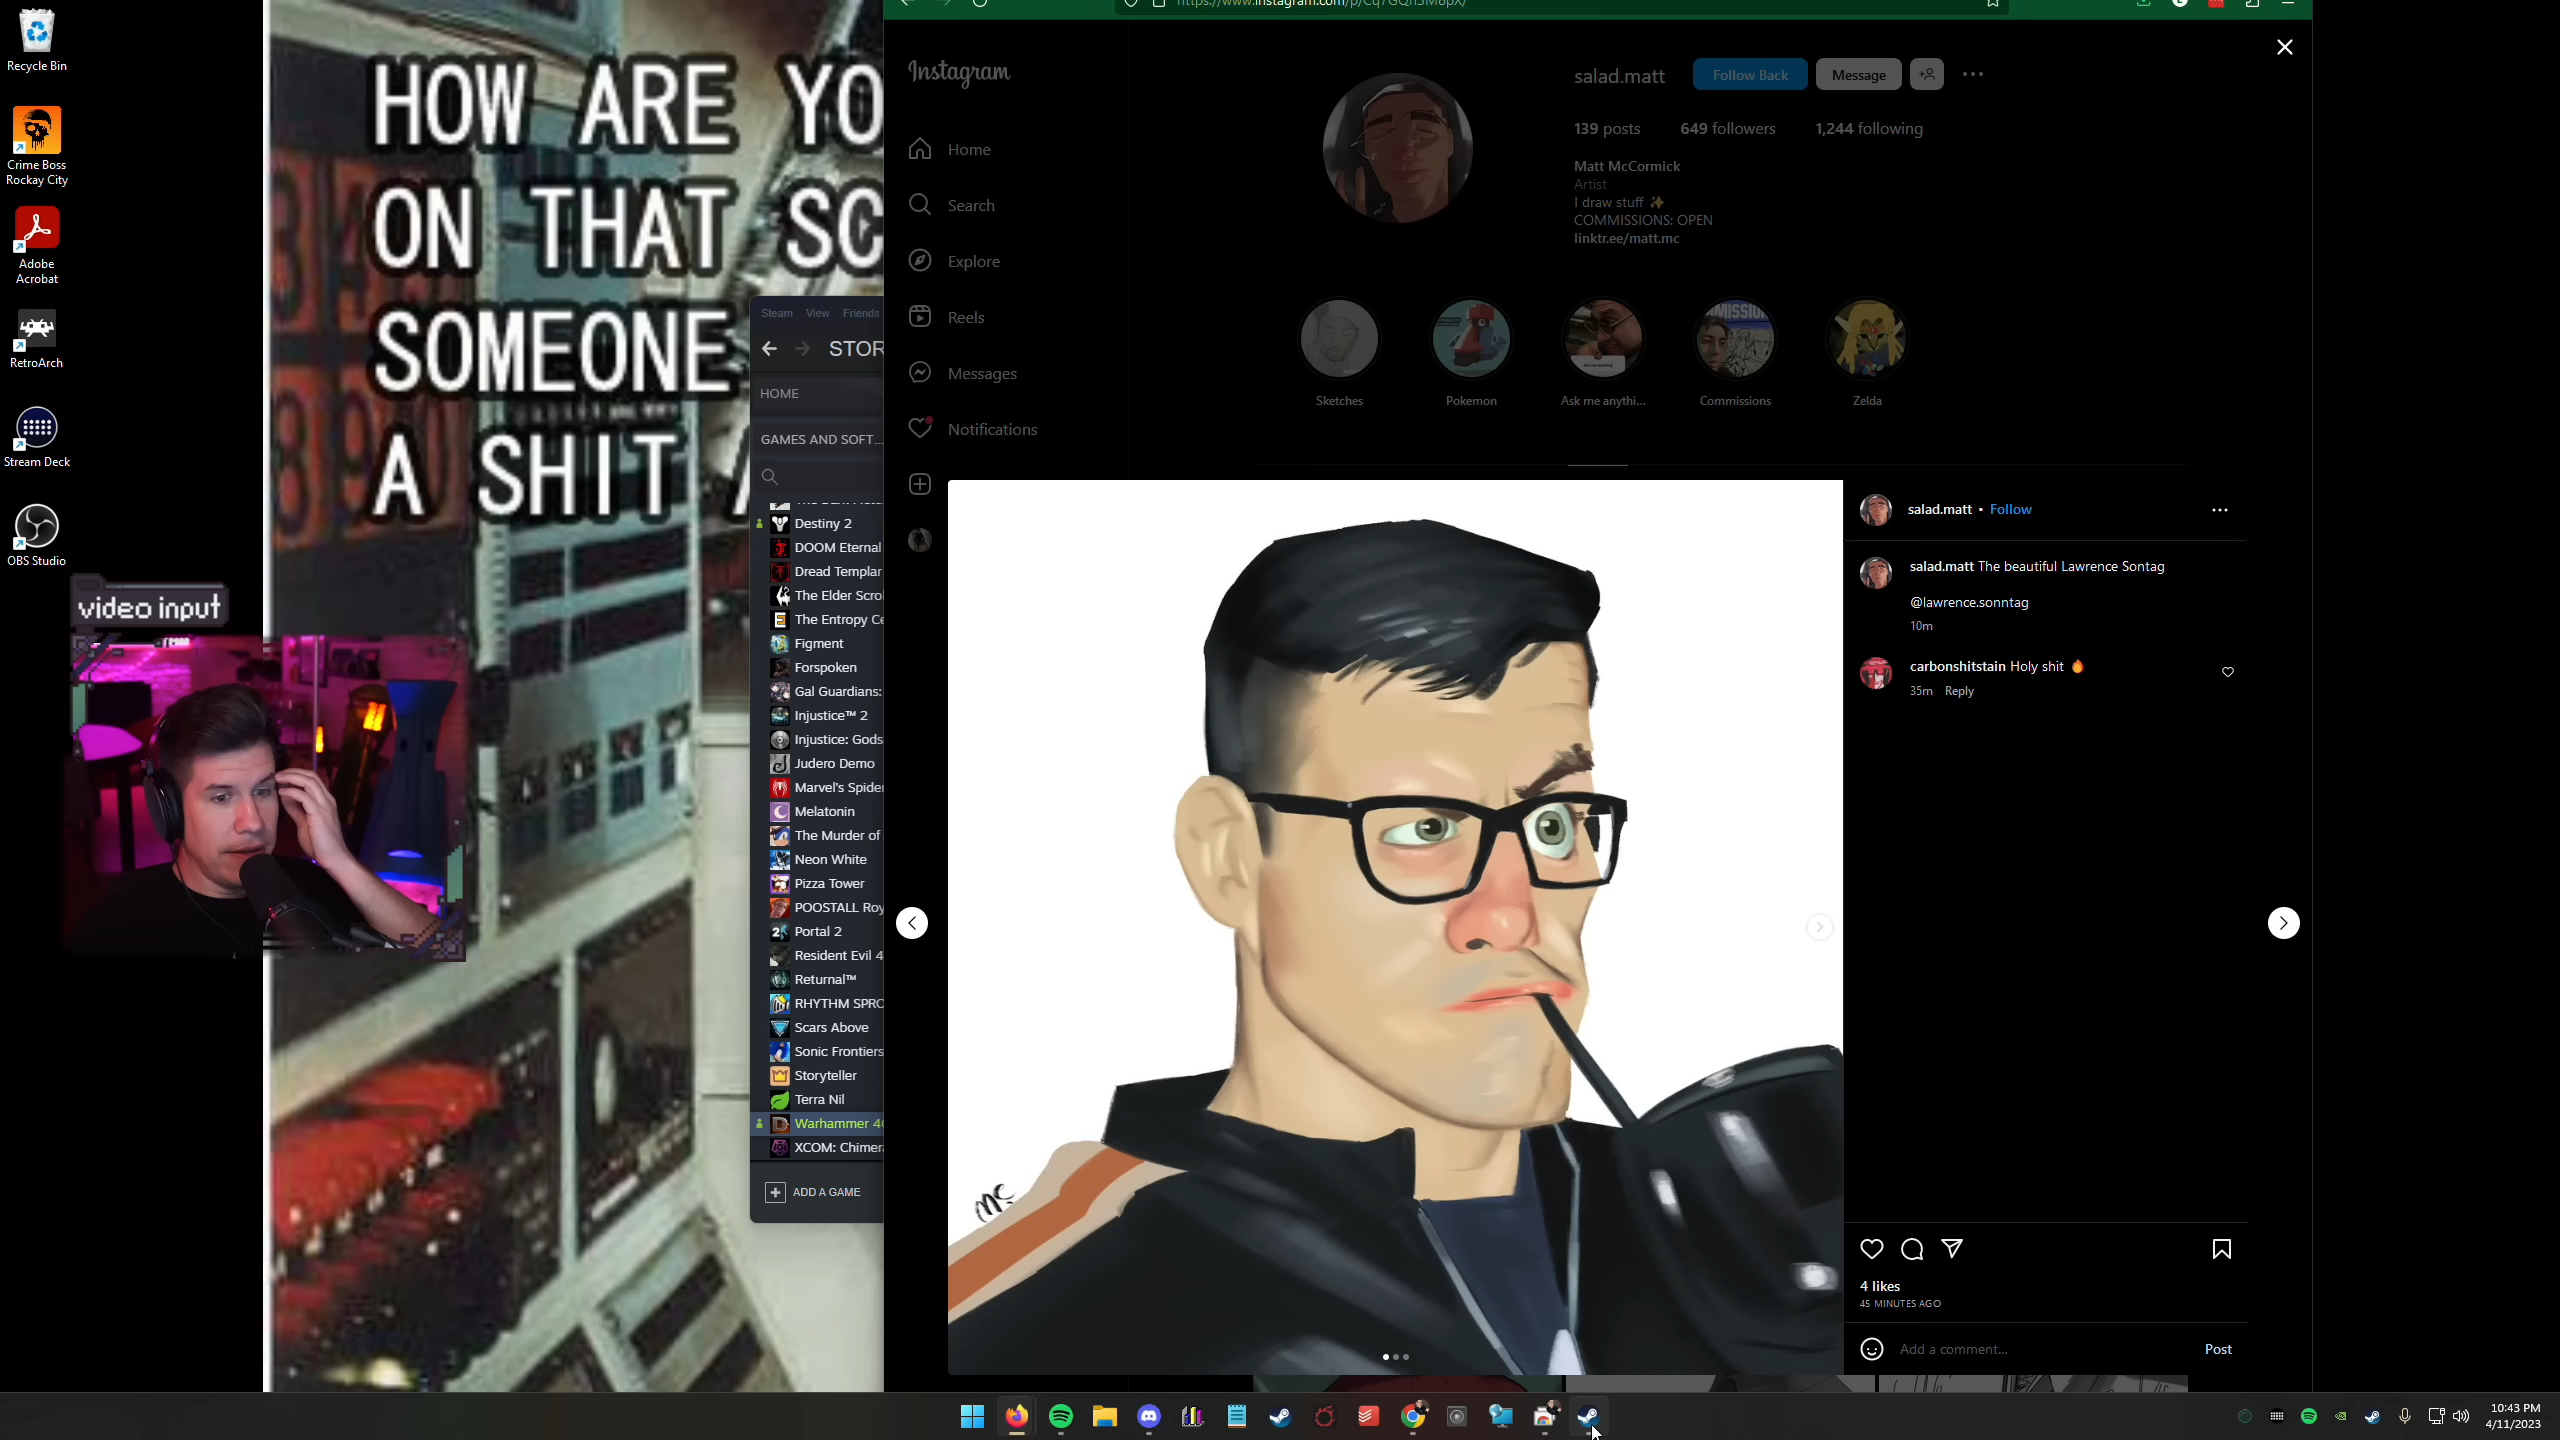 Recycle Bin
Crime Boss
Rockay City
Adobe
Acrobat
RetroArch
Stream Deck
OBS Studio
video input
HOW ARE YO
ON THAT SC
SOMEONE
A SHIT
Steam View Friends
STOR
HOME
GAMES AND SOFT...
Destiny 2
DOOM Eternal
Dread Templar
The Elder Scrol
The Entropy Ce
Figment
Forspoken
Gal Guardians:
Injustice™ 2
Injustice: Gods
Judero Demo
Marvel's Spider
Melatonin
The Murder of
Neon White
Pizza Tower
POOSTALL Roy
Portal 2
Resident Evil 4
Returnal™
RHYTHM SPRO
Scars Above
Sonic Frontiers
Storyteller
Terra Nil
Warhammer 40
XCOM: Chimera
ADD A GAME
Instagram
Home
Search
Explore
Reels
Messages
Notifications
salad.matt Follow Back Message
139 posts 649 followers 1,244 following
Matt McCormick
Artist
I draw stuff ✨
COMMISSIONS: OPEN
linktr.ee/matt.mc
Sketches Pokemon Ask me anythi... Commissions Zelda
MC
salad.matt • Follow
salad.matt The beautiful Lawrence Sontag
@lawrence.sonntag
10m
carbonshitstain Holy shit 🔥
35m Reply
4 likes
45 MINUTES AGO
Add a comment... Post
10:43 PM
4/11/2023